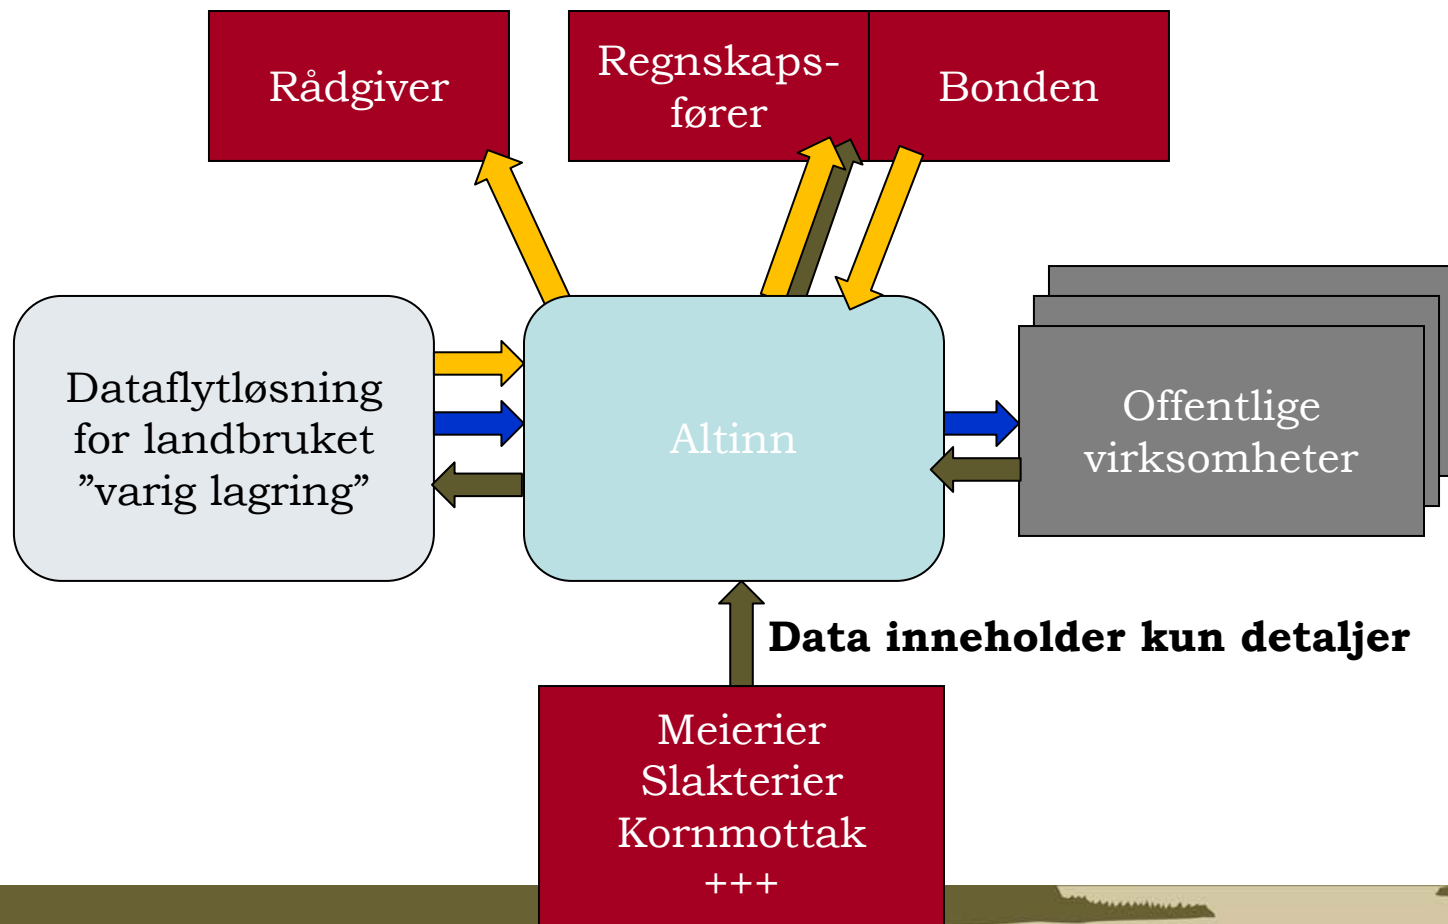 Rådgiver
Regnskaps-
fører
Bonden
Dataflytløsning
for landbruket
”varig lagring”
Altinn
Offentlige
virksomheter
Data inneholder kun detaljer
Meierier
Slakterier
Kornmottak
+++